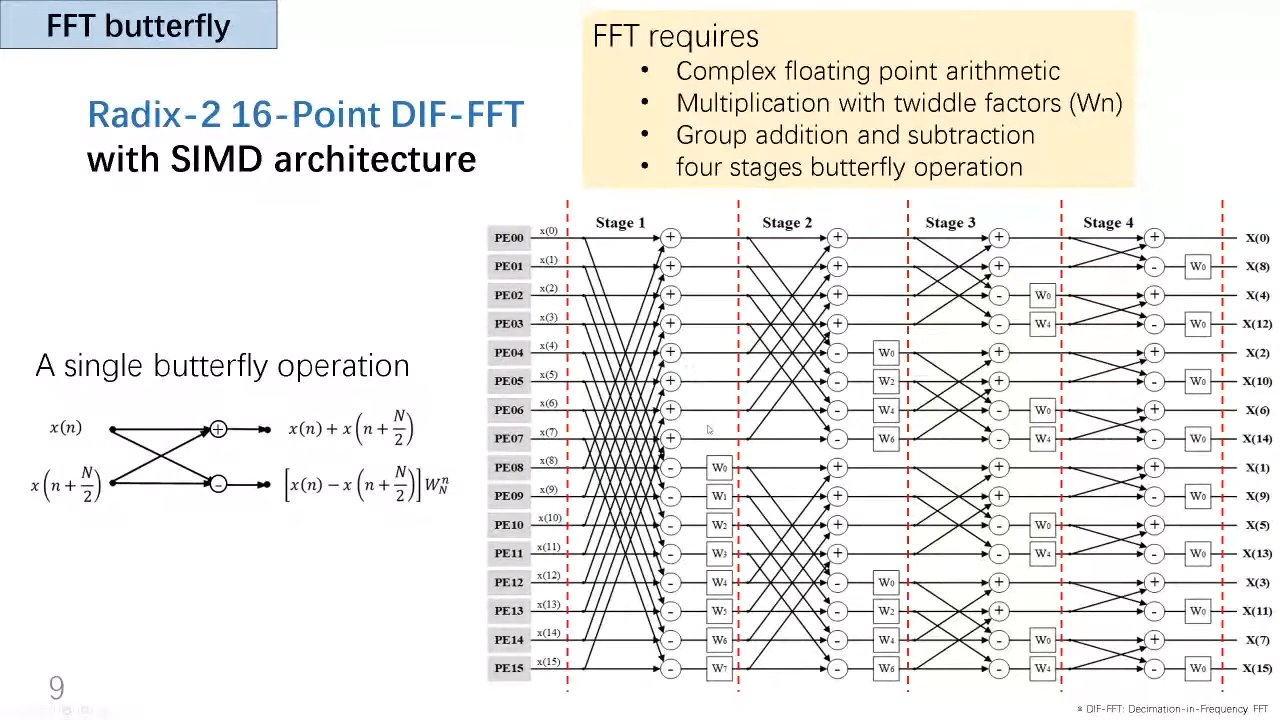 FFT butterfly
Radix-2 16-Point DIF-FFT
with SIMD architecture
FFT requires
• Complex floating point arithmetic
• Multiplication with twiddle factors (Wn)
• Group addition and subtraction
• four stages butterfly operation
A single butterfly operation
x(n) + x(n) + x(n + N/2)
x(n + N/2) - [x(n) − x(n + N/2)]W_N^n
Stage 1 Stage 2 Stage 3 Stage 4
PE00 x(0) + + + + X(0)
PE01 x(1) + + + - W0 X(8)
PE02 x(2) + + - W0 + X(4)
PE03 x(3) + + - W4 - W0 X(12)
PE04 x(4) + - W0 + + X(2)
PE05 x(5) + - W2 + - W0 X(10)
PE06 x(6) + - W4 - W0 + X(6)
PE07 x(7) + - W6 - W4 - W0 X(14)
PE08 x(8) - W0 + + + X(1)
PE09 x(9) - W1 + + - W0 X(9)
PE10 x(10) - W2 + - W0 + X(5)
PE11 x(11) - W3 + - W4 - W0 X(13)
PE12 x(12) - W4 - W0 + + X(3)
PE13 x(13) - W5 - W2 + - W0 X(11)
PE14 x(14) - W6 - W4 - W0 + X(7)
PE15 x(15) - W7 - W6 - W4 - W0 X(15)
9
※ DIF-FFT: Decimation-in-Frequency FFT